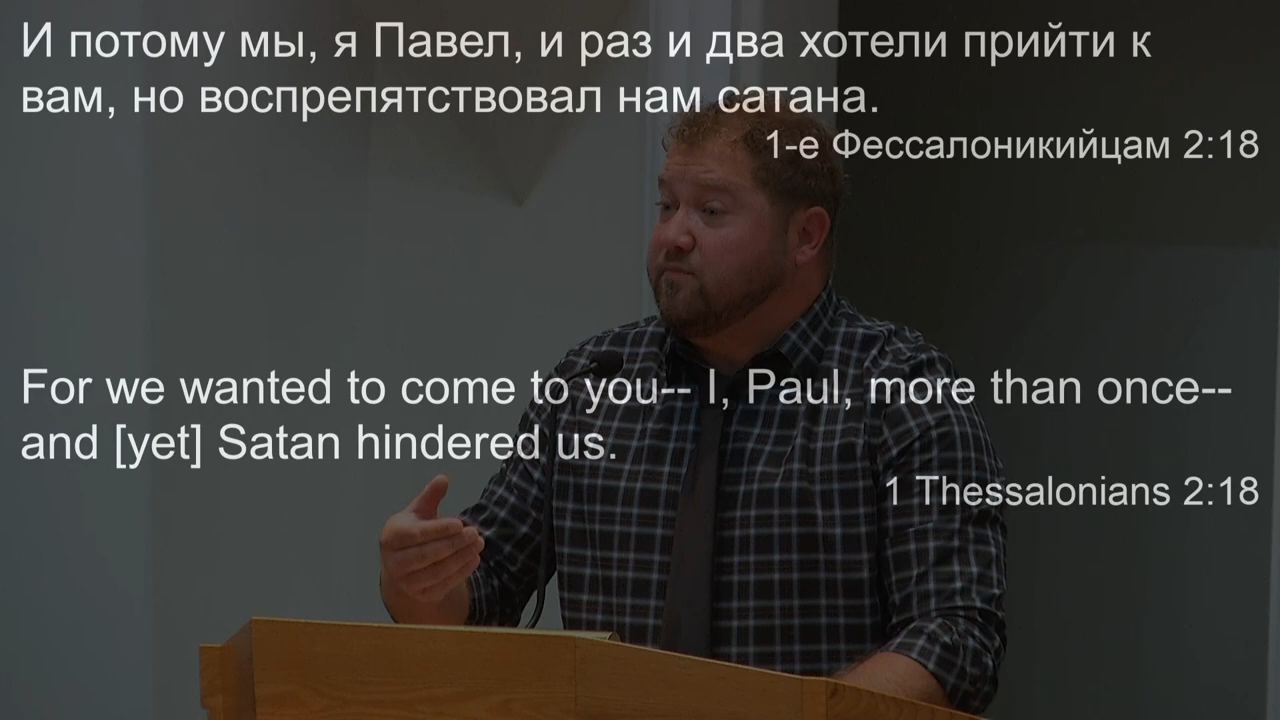 И потому мы, я Павел, и раз и два хотели прийти к
вам, но воспрепятствовал нам сатана.
1-е Фессалоникийцам 2:18
For we wanted to come to you-- I, Paul, more than once--
and [yet] Satan hindered us.
1 Thessalonians 2:18